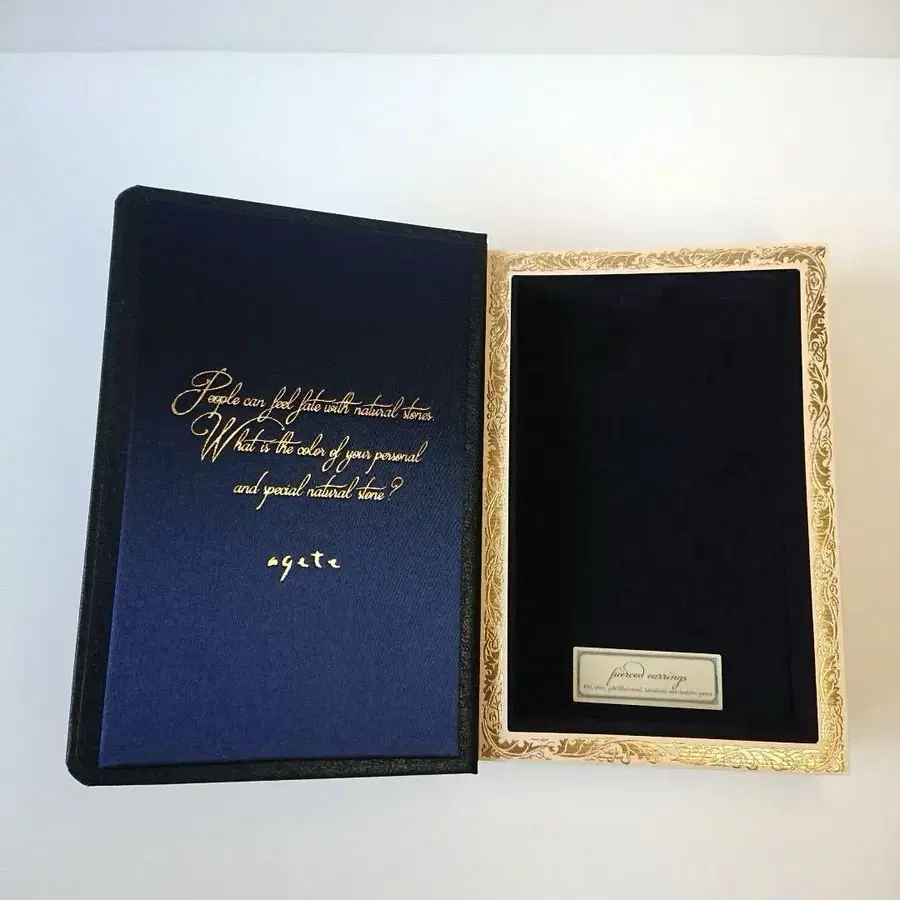 People can feel fate with natural stones.
What is the color of your personal
and special natural stone?
agete
pierced earrings